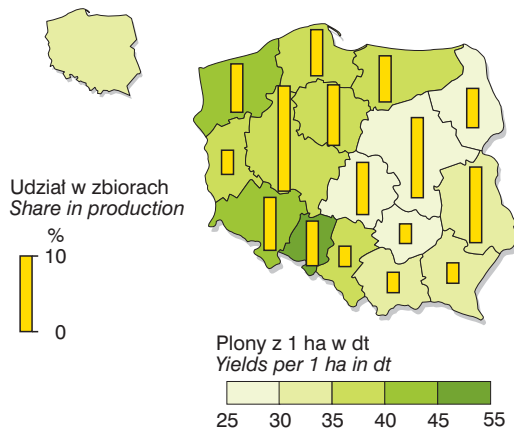 Udział w zbiorach
Share in production
%
10
0
Plony z 1 ha w dt
Yields per 1 ha in dt
25 30 35 40 45 55